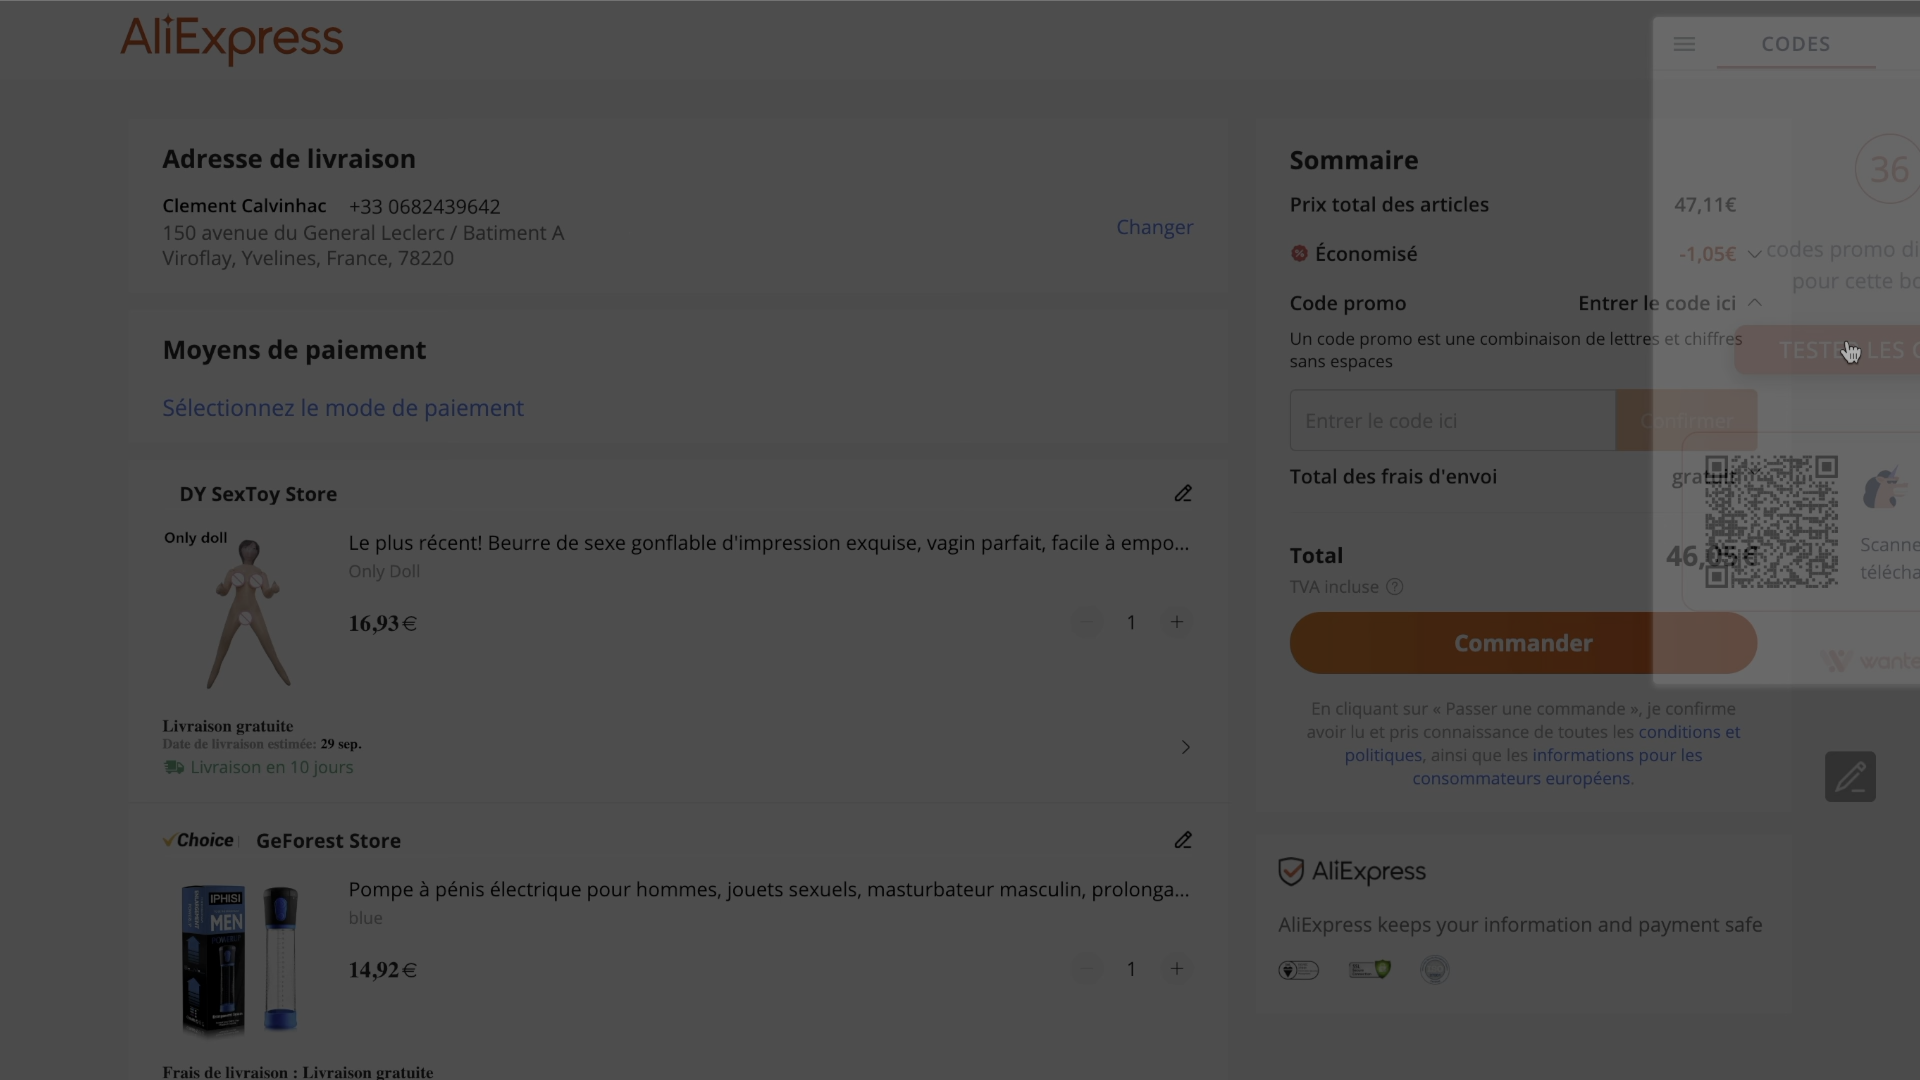 AliExpress
CODES
Adresse de livraison
Clement Calvinhac +33 0682439642
150 avenue du General Leclerc / Batiment A
Viroflay, Yvelines, France, 78220
Changer
Moyens de paiement
Sélectionnez le mode de paiement
DY SexToy Store
Only doll
Le plus récent! Beurre de sexe gonflable d'impression exquise, vagin parfait, facile à empo...
Only Doll
16,93€
1
Livraison gratuite
Date de livraison estimée: 29 sep.
Livraison en 10 jours
Choice
GeForest Store
IPHISI
MEN
Pompe à pénis électrique pour hommes, jouets sexuels, masturbateur masculin, prolonga...
blue
14,92€
1
Frais de livraison : Livraison gratuite
Sommaire
Prix total des articles 47,11€
Économisé -1,05€
Code promo Entrer le code ici
Un code promo est une combinaison de lettres et chiffres
sans espaces
Entrer le code ici Confirmer
Total des frais d'envoi gratuit
Total
TVA incluse
Commander
En cliquant sur « Passer une commande », je confirme
avoir lu et pris connaissance de toutes les conditions et
politiques, ainsi que les informations pour les
consommateurs européens.
AliExpress
AliExpress keeps your information and payment safe
36
codes promo
pour cette
LES